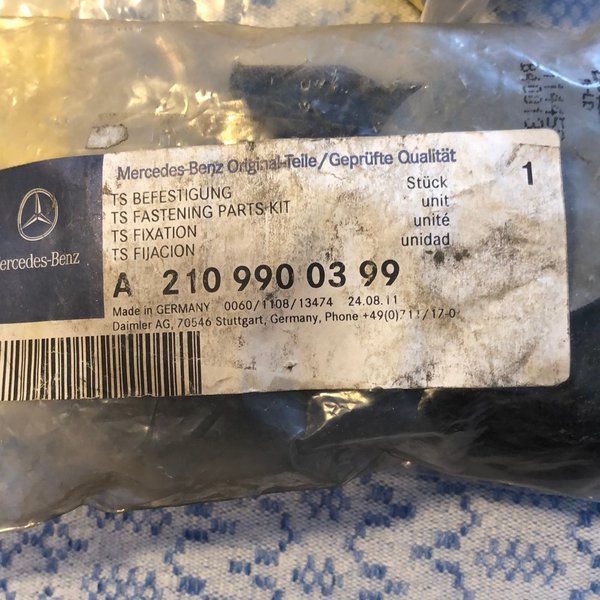 Mercedes-Benz Original-Teile/Geprüfte Qualität
TS BEFESTIGUNG
TS FASTENING PARTS-KIT
TS FIXATION
TS FIJACION
Stück
unit
unité
unidad
1
ercedes-Benz
A 210 990 03 99
Made in GERMANY 0060/1108/13474 24.08.11
Daimler AG, 70546 Stuttgart, Germany, Phone +49(0)711/17-0